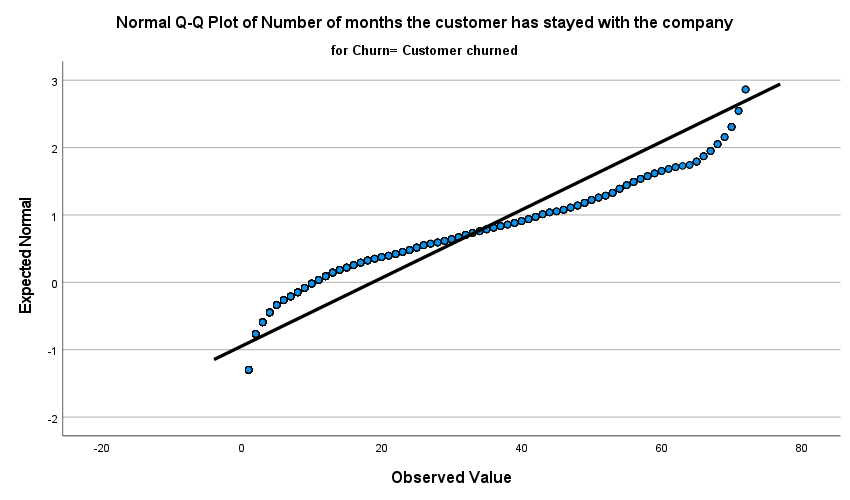 Normal Q-Q Plot of Number of months the customer has stayed with the company
for Churn= Customer churned
3
2
1
0
-1
-2
Expected Normal
-20 0 20 40 60 80
Observed Value